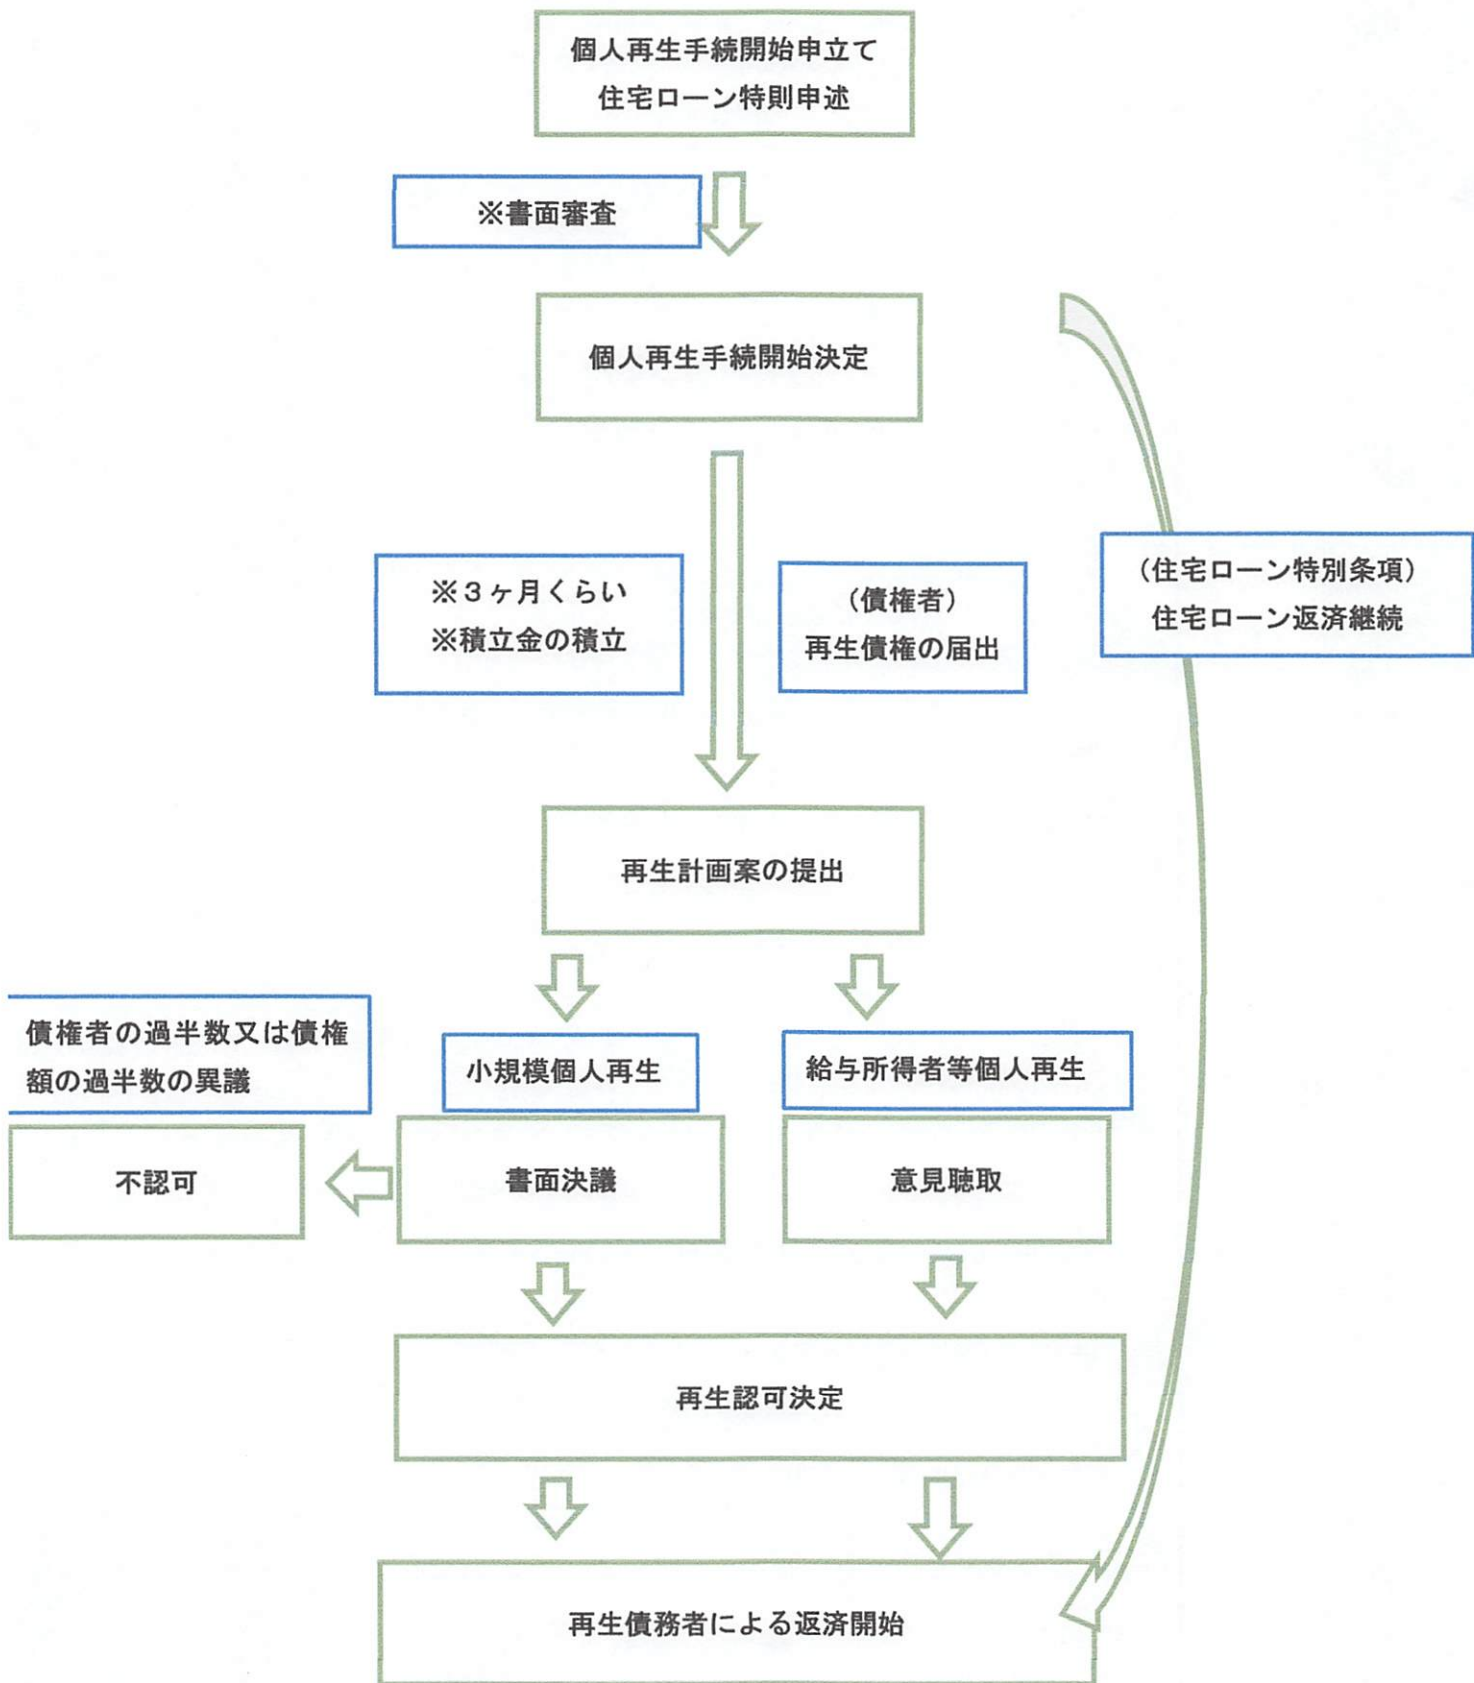 個人再生手続開始申立て
住宅ローン特則申述
※書面審査
個人再生手続開始決定
※3ヶ月くらい
※積立金の積立
(債権者)
再生債権の届出
(住宅ローン特別条項)
住宅ローン返済継続
再生計画案の提出
債権者の過半数又は債権
額の過半数の異議
小規模個人再生
給与所得者等個人再生
不認可
書面決議
意見聴取
再生認可決定
再生債務者による返済開始